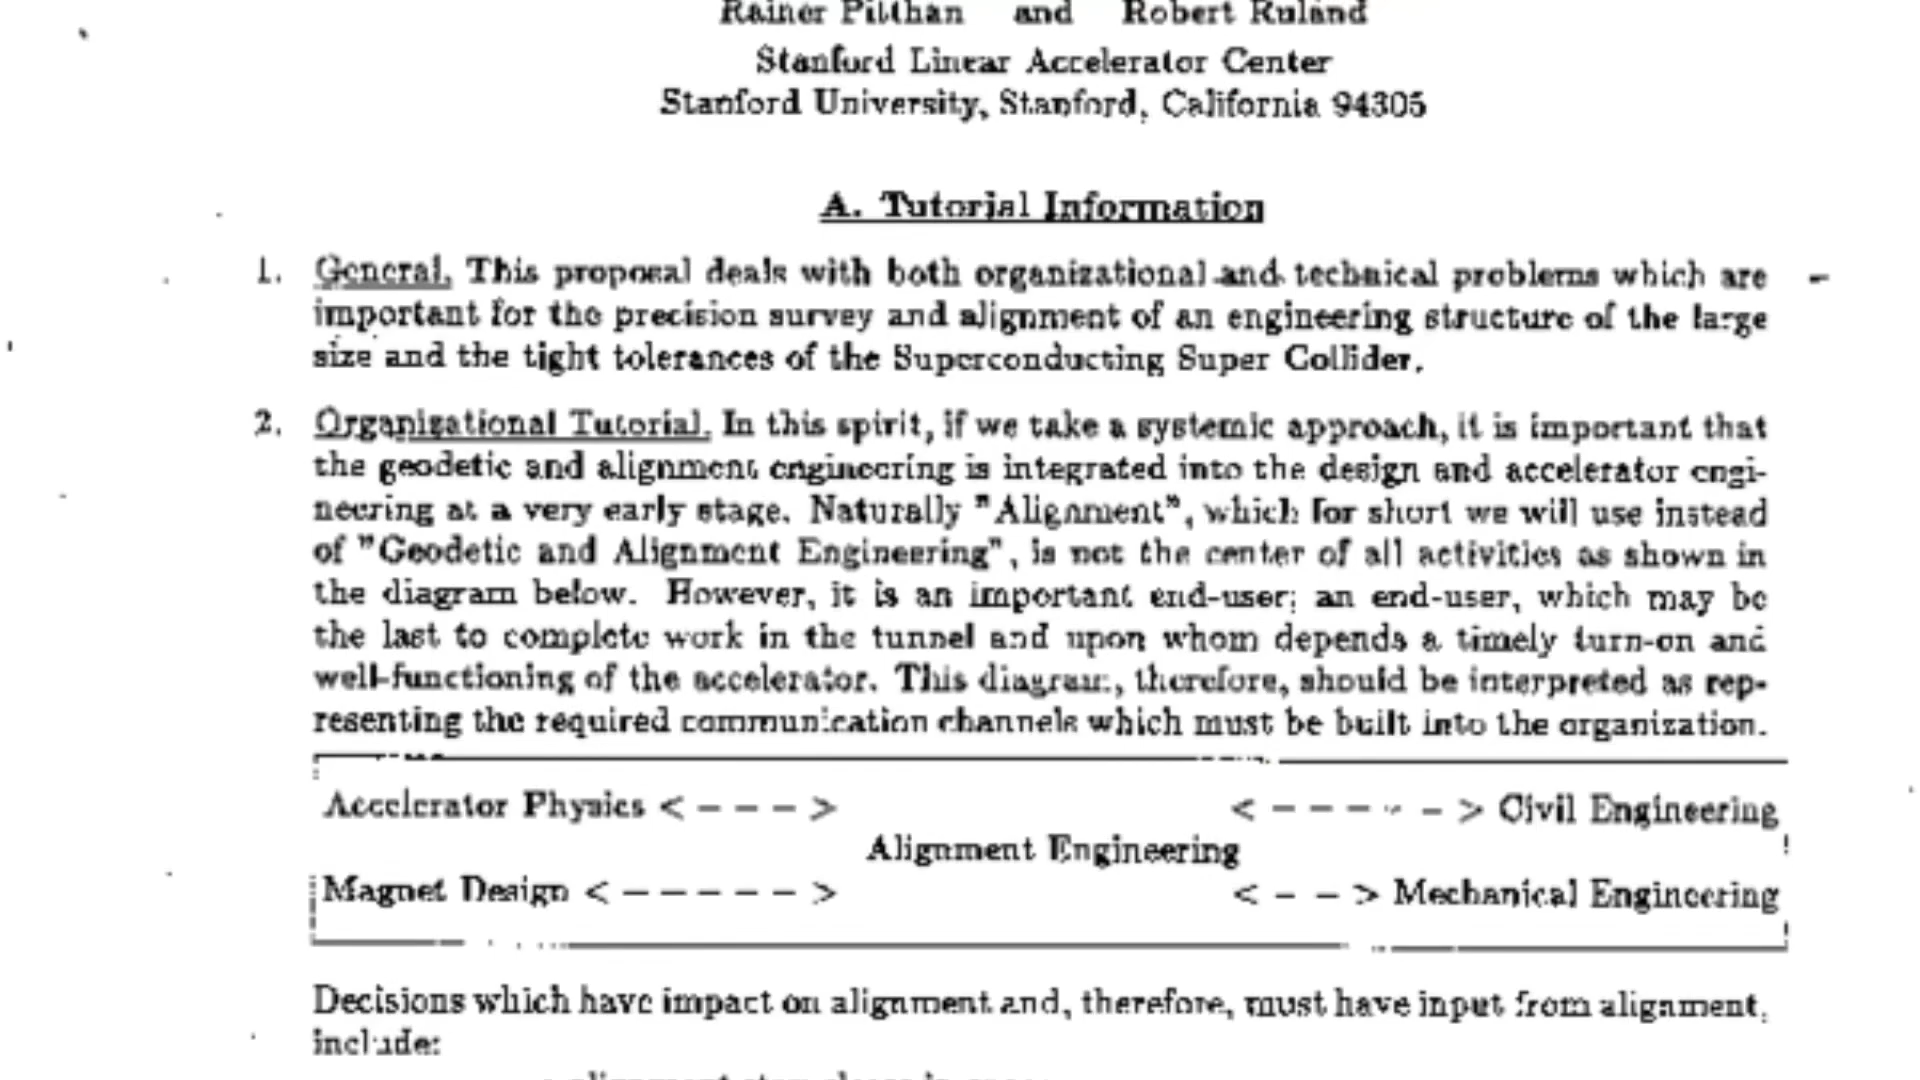 Rainer Pitthan and Robert Ruland
Stanford Linear Accelerator Center
Stanford University, Stanford, California 94305
A. Tutorial Information
1. General. This proposal deals with both organizational and technical problems which are
important for the precision survey and alignment of an engineering structure of the large
size and the tight tolerances of the Superconducting Super Collider.
2. Organizational Tutorial. In this spirit, if we take a systemic approach, it is important that
the geodetic and alignment engineering is integrated into the design and accelerator engi-
neering at a very early stage. Naturally "Alignment", which for short we will use instead
of "Geodetic and Alignment Engineering", is not the center of all activities as shown in
the diagram below. However, it is an important end-user; an end-user, which may be
the last to complete work in the tunnel and upon whom depends a timely turn-on and
well-functioning of the accelerator. This diagram, therefore, should be interpreted as rep-
resenting the required communication channels which must be built into the organization.
Accelerator Physics < - - - > < - - - - - > Civil Engineering
Alignment Engineering
Magnet Design < - - - - - > < - - > Mechanical Engineering
Decisions which have impact on alignment and, therefore, must have input from alignment,
include: